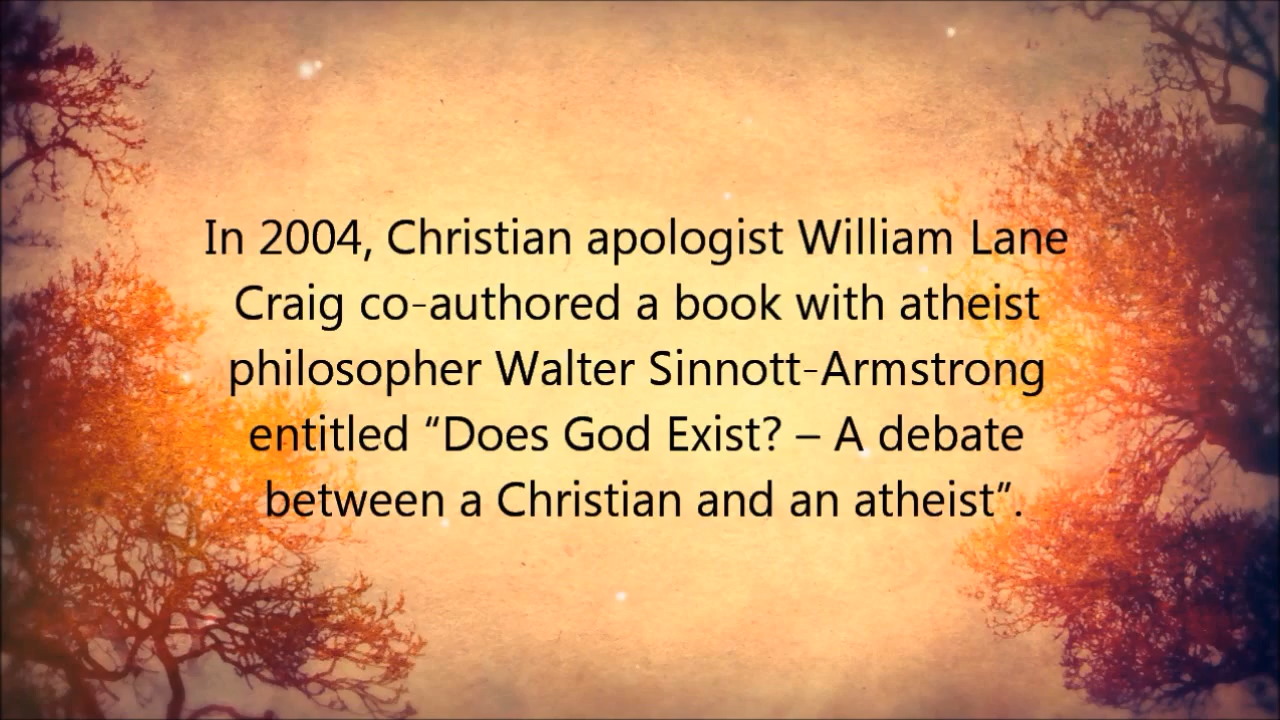 In 2004, Christian apologist William Lane
Craig co-authored a book with atheist
philosopher Walter Sinnott-Armstrong
entitled “Does God Exist? – A debate
between a Christian and an atheist”.